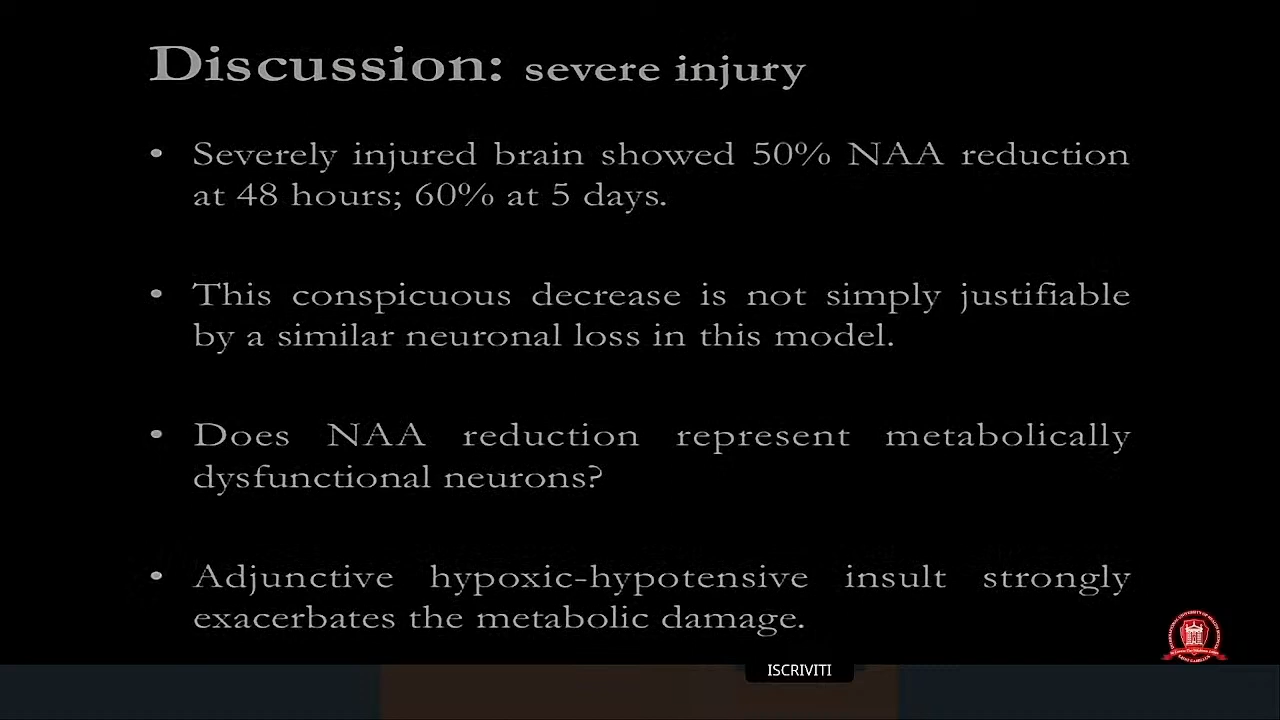 Discussion: severe injury
• Severely injured brain showed 50% NAA reduction
at 48 hours; 60% at 5 days.
• This conspicuous decrease is not simply justifiable
by a similar neuronal loss in this model.
• Does NAA reduction represent metabolically
dysfunctional neurons?
• Adjunctive hypoxic-hypotensive insult strongly
exacerbates the metabolic damage.
ISCRIVITI